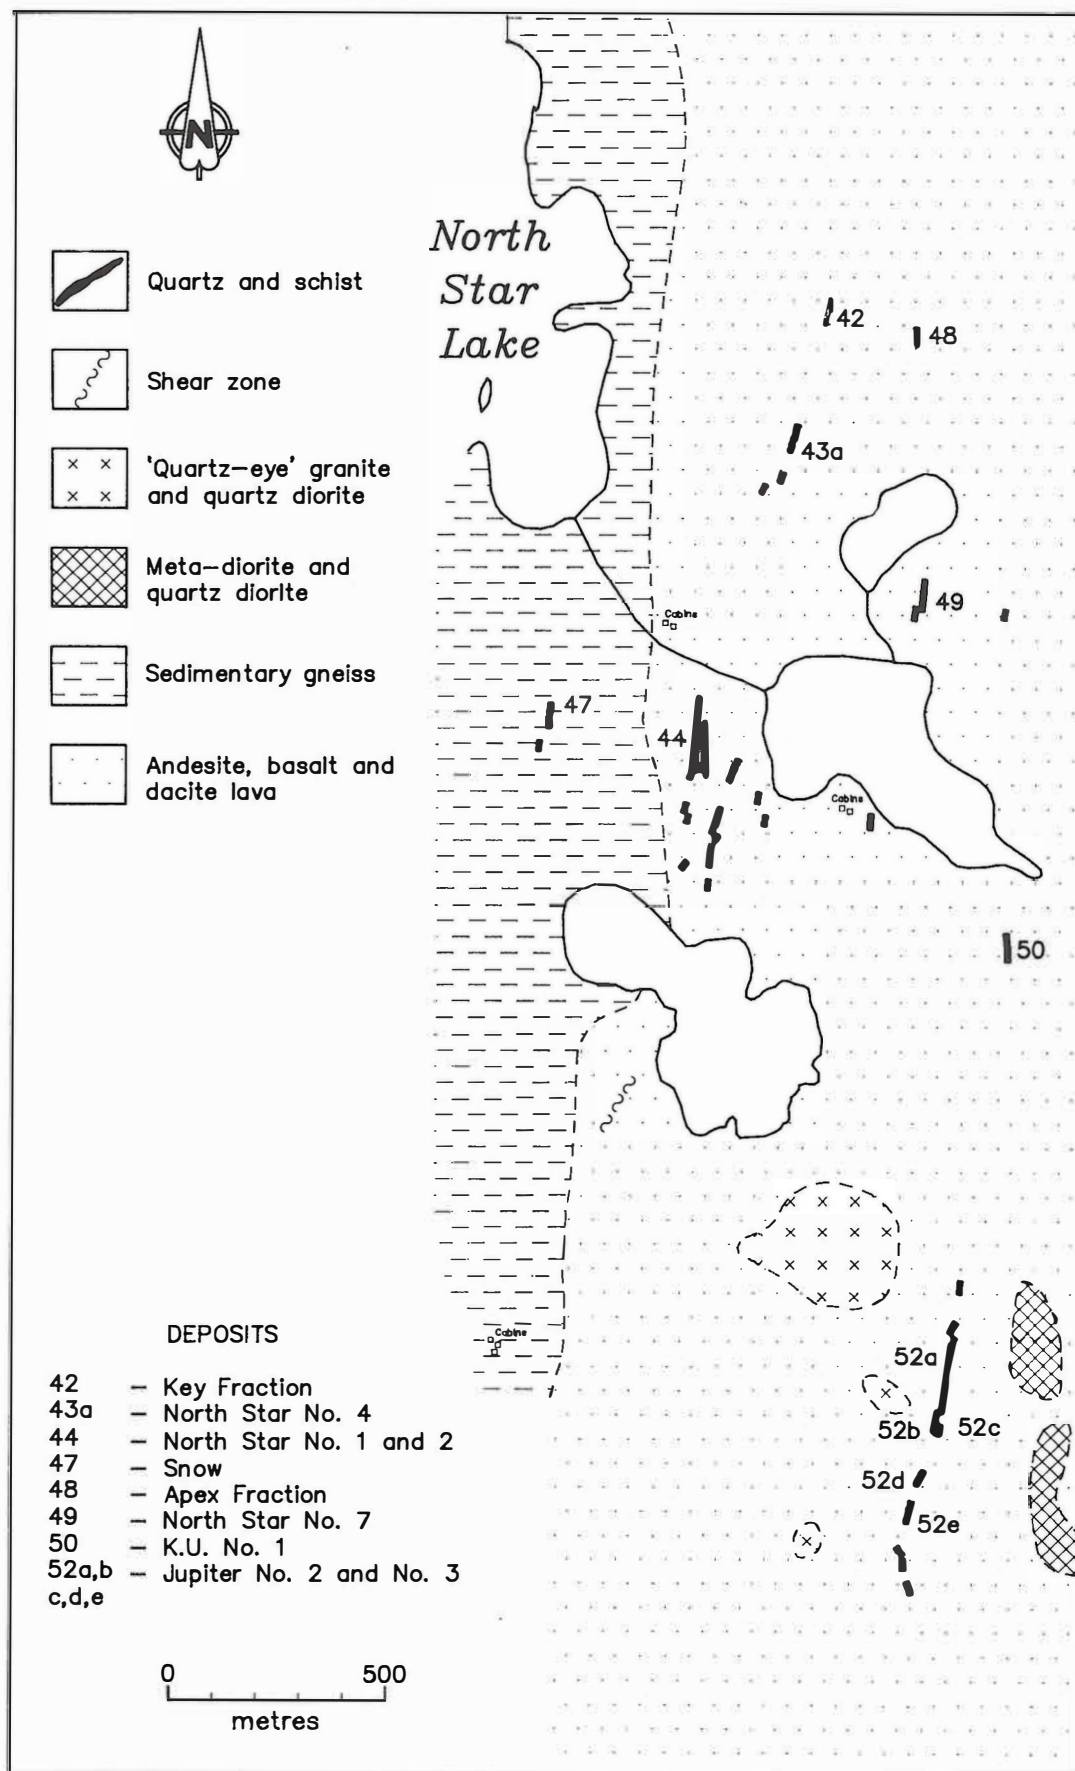 N
North
Star
Lake
Quartz and schist
Shear zone
'Quartz-eye' granite
and quartz diorite
Meta-diorite and
quartz diorite
Sedimentary gneiss
Andesite, basalt and
dacite lava
42
48
43a
49
Cabins
47
44
Cabins
50
52a
52b
52c
52d
52e
Cabins
DEPOSITS
42 - Key Fraction
43a - North Star No. 4
44 - North Star No. 1 and 2
47 - Snow
48 - Apex Fraction
49 - North Star No. 7
50 - K.U. No. 1
52a,b - Jupiter No. 2 and No. 3
c,d,e
0 500
metres